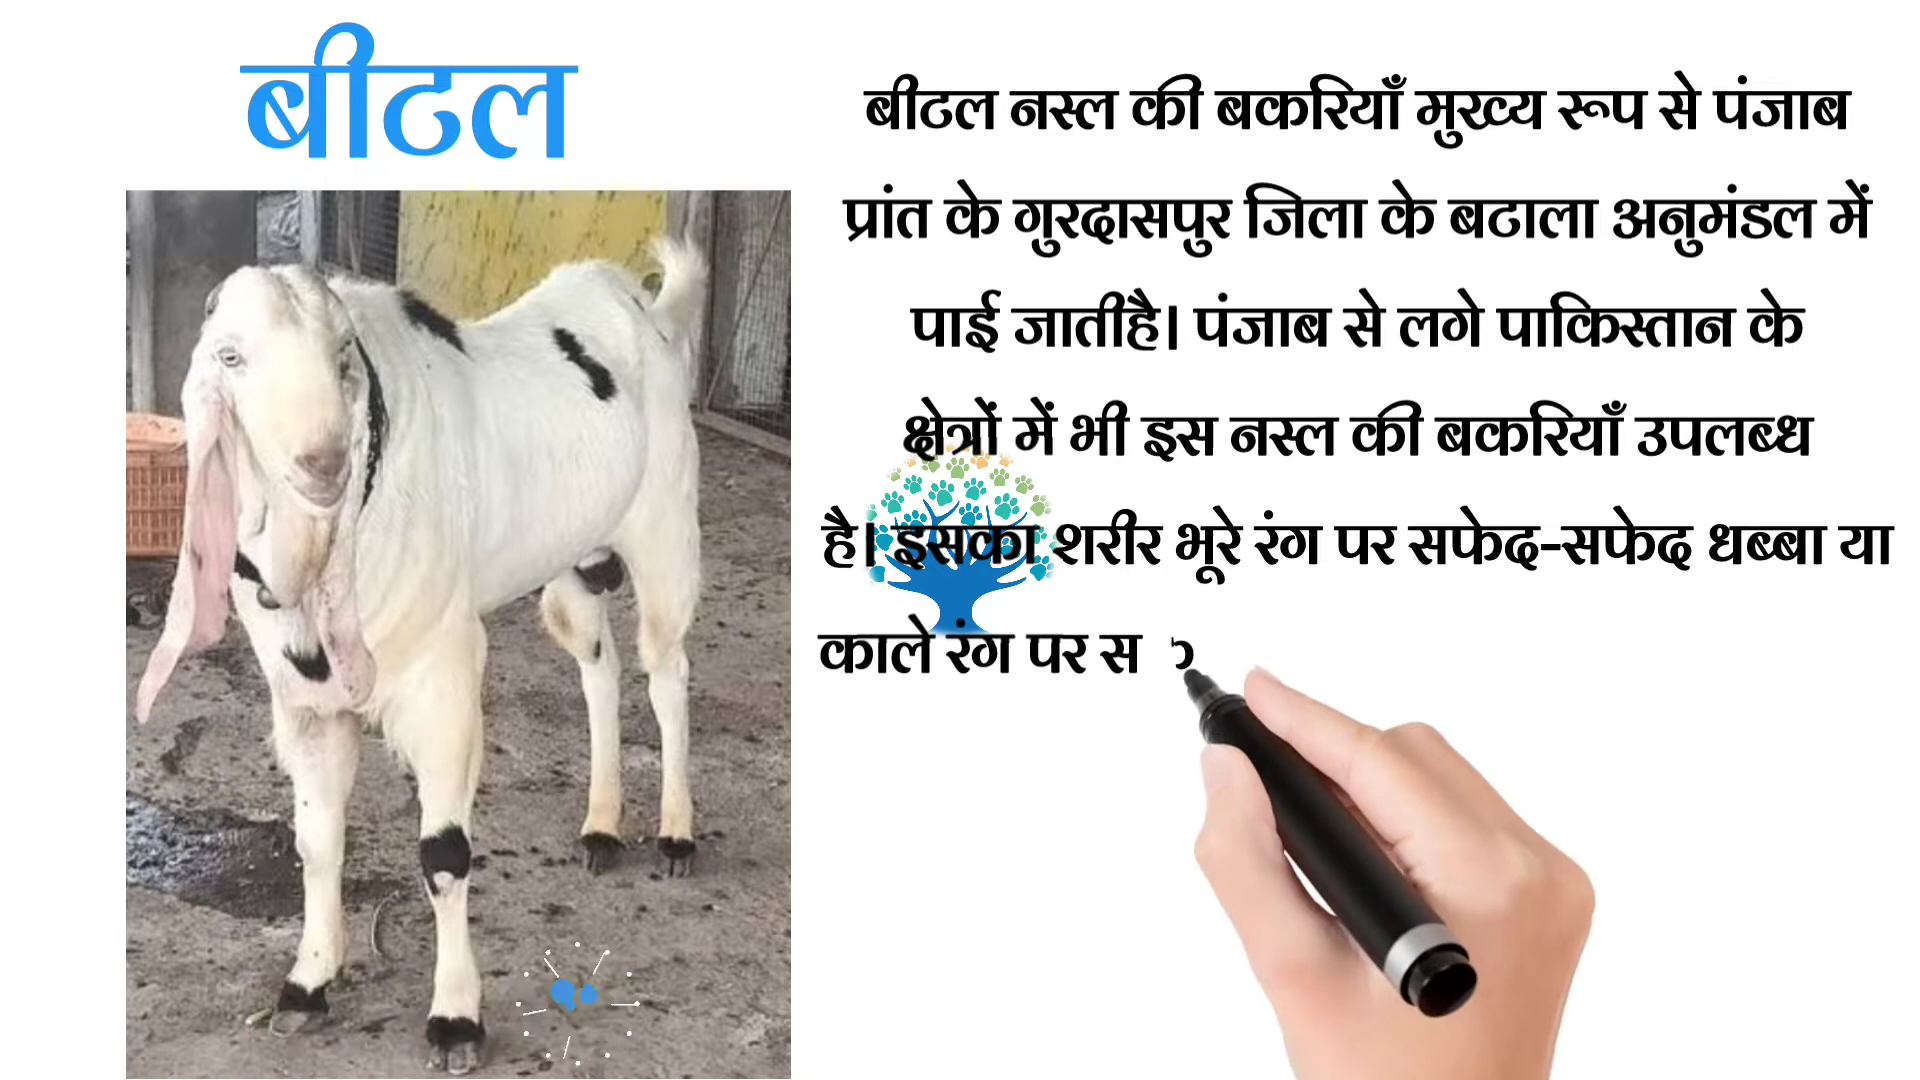 बीटल
बीटल नस्ल की बकरियाँ मुख्य रूप से पंजाब
प्रांत के गुरदासपुर जिला के बटाला अनुमंडल में
पाई जातीहै। पंजाब से लगे पाकिस्तान के
क्षेत्रों में भी इस नस्ल की बकरियाँ उपलब्ध
है। इसका शरीर भूरे रंग पर सफेद-सफेद धब्बा या
काले रंग पर स